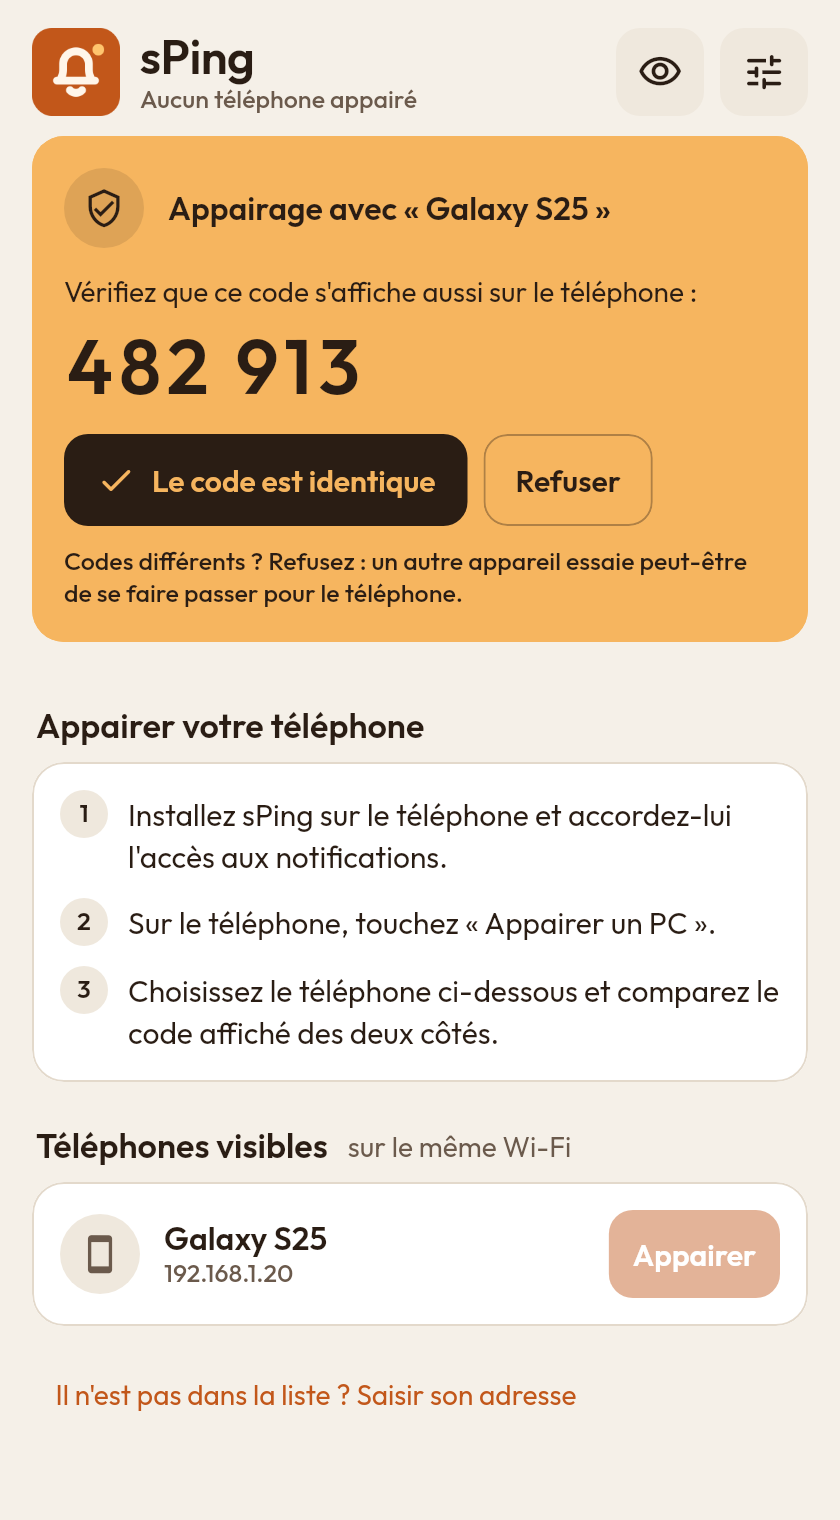 sPing
Aucun téléphone appairé
Appairage avec « Galaxy S25 »
Vérifiez que ce code s'affiche aussi sur le téléphone :
482 913
Le code est identique
Refuser
Codes différents ? Refusez : un autre appareil essaie peut-être
de se faire passer pour le téléphone.
Appairer votre téléphone
1 Installez sPing sur le téléphone et accordez-lui
l'accès aux notifications.
2 Sur le téléphone, touchez « Appairer un PC ».
3 Choisissez le téléphone ci-dessous et comparez le
code affiché des deux côtés.
Téléphones visibles sur le même Wi-Fi
Galaxy S25
192.168.1.20
Appairer
Il n'est pas dans la liste ? Saisir son adresse